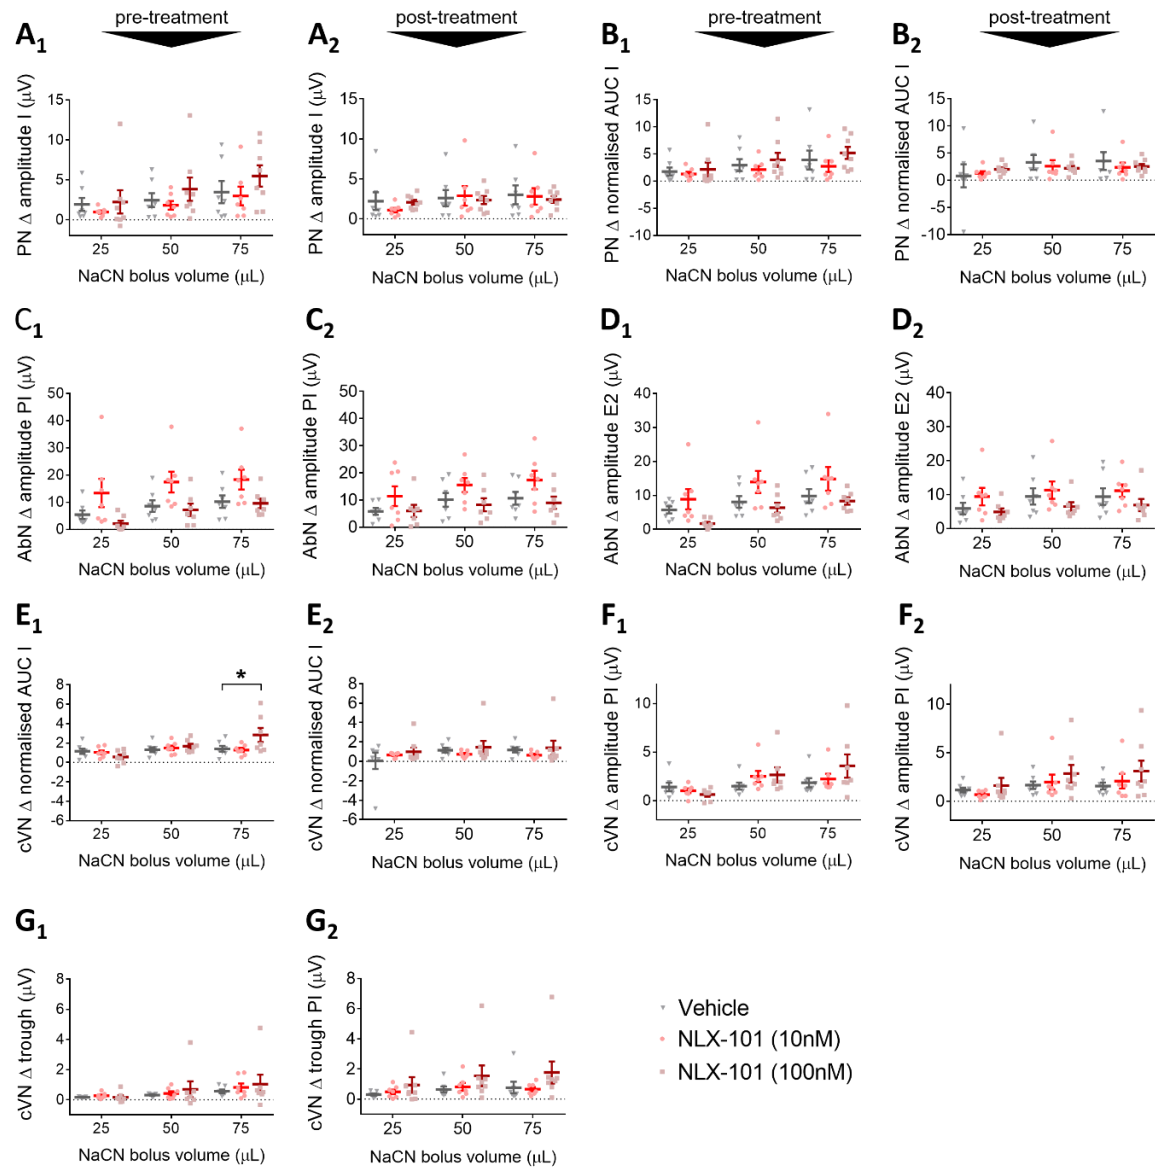 pre-treatment
post-treatment
pre-treatment
post-treatment
A1
A2
B1
B2
PN Δ amplitude I (μV)
15
10
5
0
25 50 75
NaCN bolus volume (μL)
PN Δ amplitude I (μV)
15
10
5
0
25 50 75
NaCN bolus volume (μL)
PN Δ normalised AUC I
15
10
5
0
-10
25 50 75
NaCN bolus volume (μL)
PN Δ normalised AUC I
15
10
5
0
-10
25 50 75
NaCN bolus volume (μL)
C1
C2
D1
D2
AbN Δ amplitude PI (μV)
50
40
30
20
10
0
25 50 75
NaCN bolus volume (μL)
AbN Δ amplitude PI (μV)
50
40
30
20
10
0
25 50 75
NaCN bolus volume (μL)
AbN Δ amplitude E2 (μV)
40
30
20
10
0
25 50 75
NaCN bolus volume (μL)
AbN Δ amplitude E2 (μV)
40
30
20
10
0
25 50 75
NaCN bolus volume (μL)
E1
E2
F1
F2
cVN Δ normalised AUC I
8
6
4
2
0
-2
-4
-6
*
25 50 75
NaCN bolus volume (μL)
cVN Δ normalised AUC I
8
6
4
2
0
-2
-4
-6
25 50 75
NaCN bolus volume (μL)
cVN Δ amplitude PI (μV)
10
5
0
25 50 75
NaCN bolus volume (μL)
cVN Δ amplitude PI (μV)
10
5
0
25 50 75
NaCN bolus volume (μL)
G1
G2
cVN Δ trough (μV)
8
6
4
2
0
25 50 75
NaCN bolus volume (μL)
cVN Δ trough PI (μV)
8
6
4
2
0
25 50 75
NaCN bolus volume (μL)
Vehicle
NLX-101 (10nM)
NLX-101 (100nM)